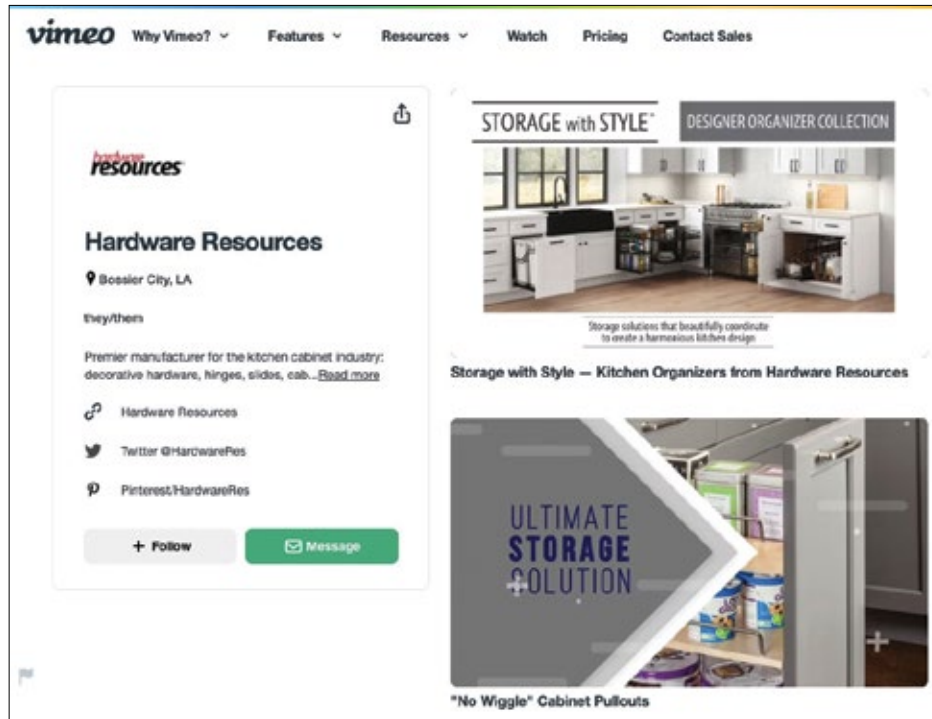 vimeo Why Vimeo? Features Resources Watch Pricing Contact Sales
hardware
resources
Hardware Resources
Bossier City, LA
they/them
Premier manufacturer for the kitchen cabinet industry:
decorative hardware, hinges, slides, cab...Read more
Hardware Resources
Twitter @HardwareRes
Pinterest/HardwareRes
+ Follow Message
STORAGE with STYLE™ DESIGNER ORGANIZER COLLECTION
Storage solutions that beautifully coordinate
to create a harmonious kitchen design
Storage with Style — Kitchen Organizers from Hardware Resources
ULTIMATE
STORAGE
SOLUTION
"No Wiggle" Cabinet Pullouts